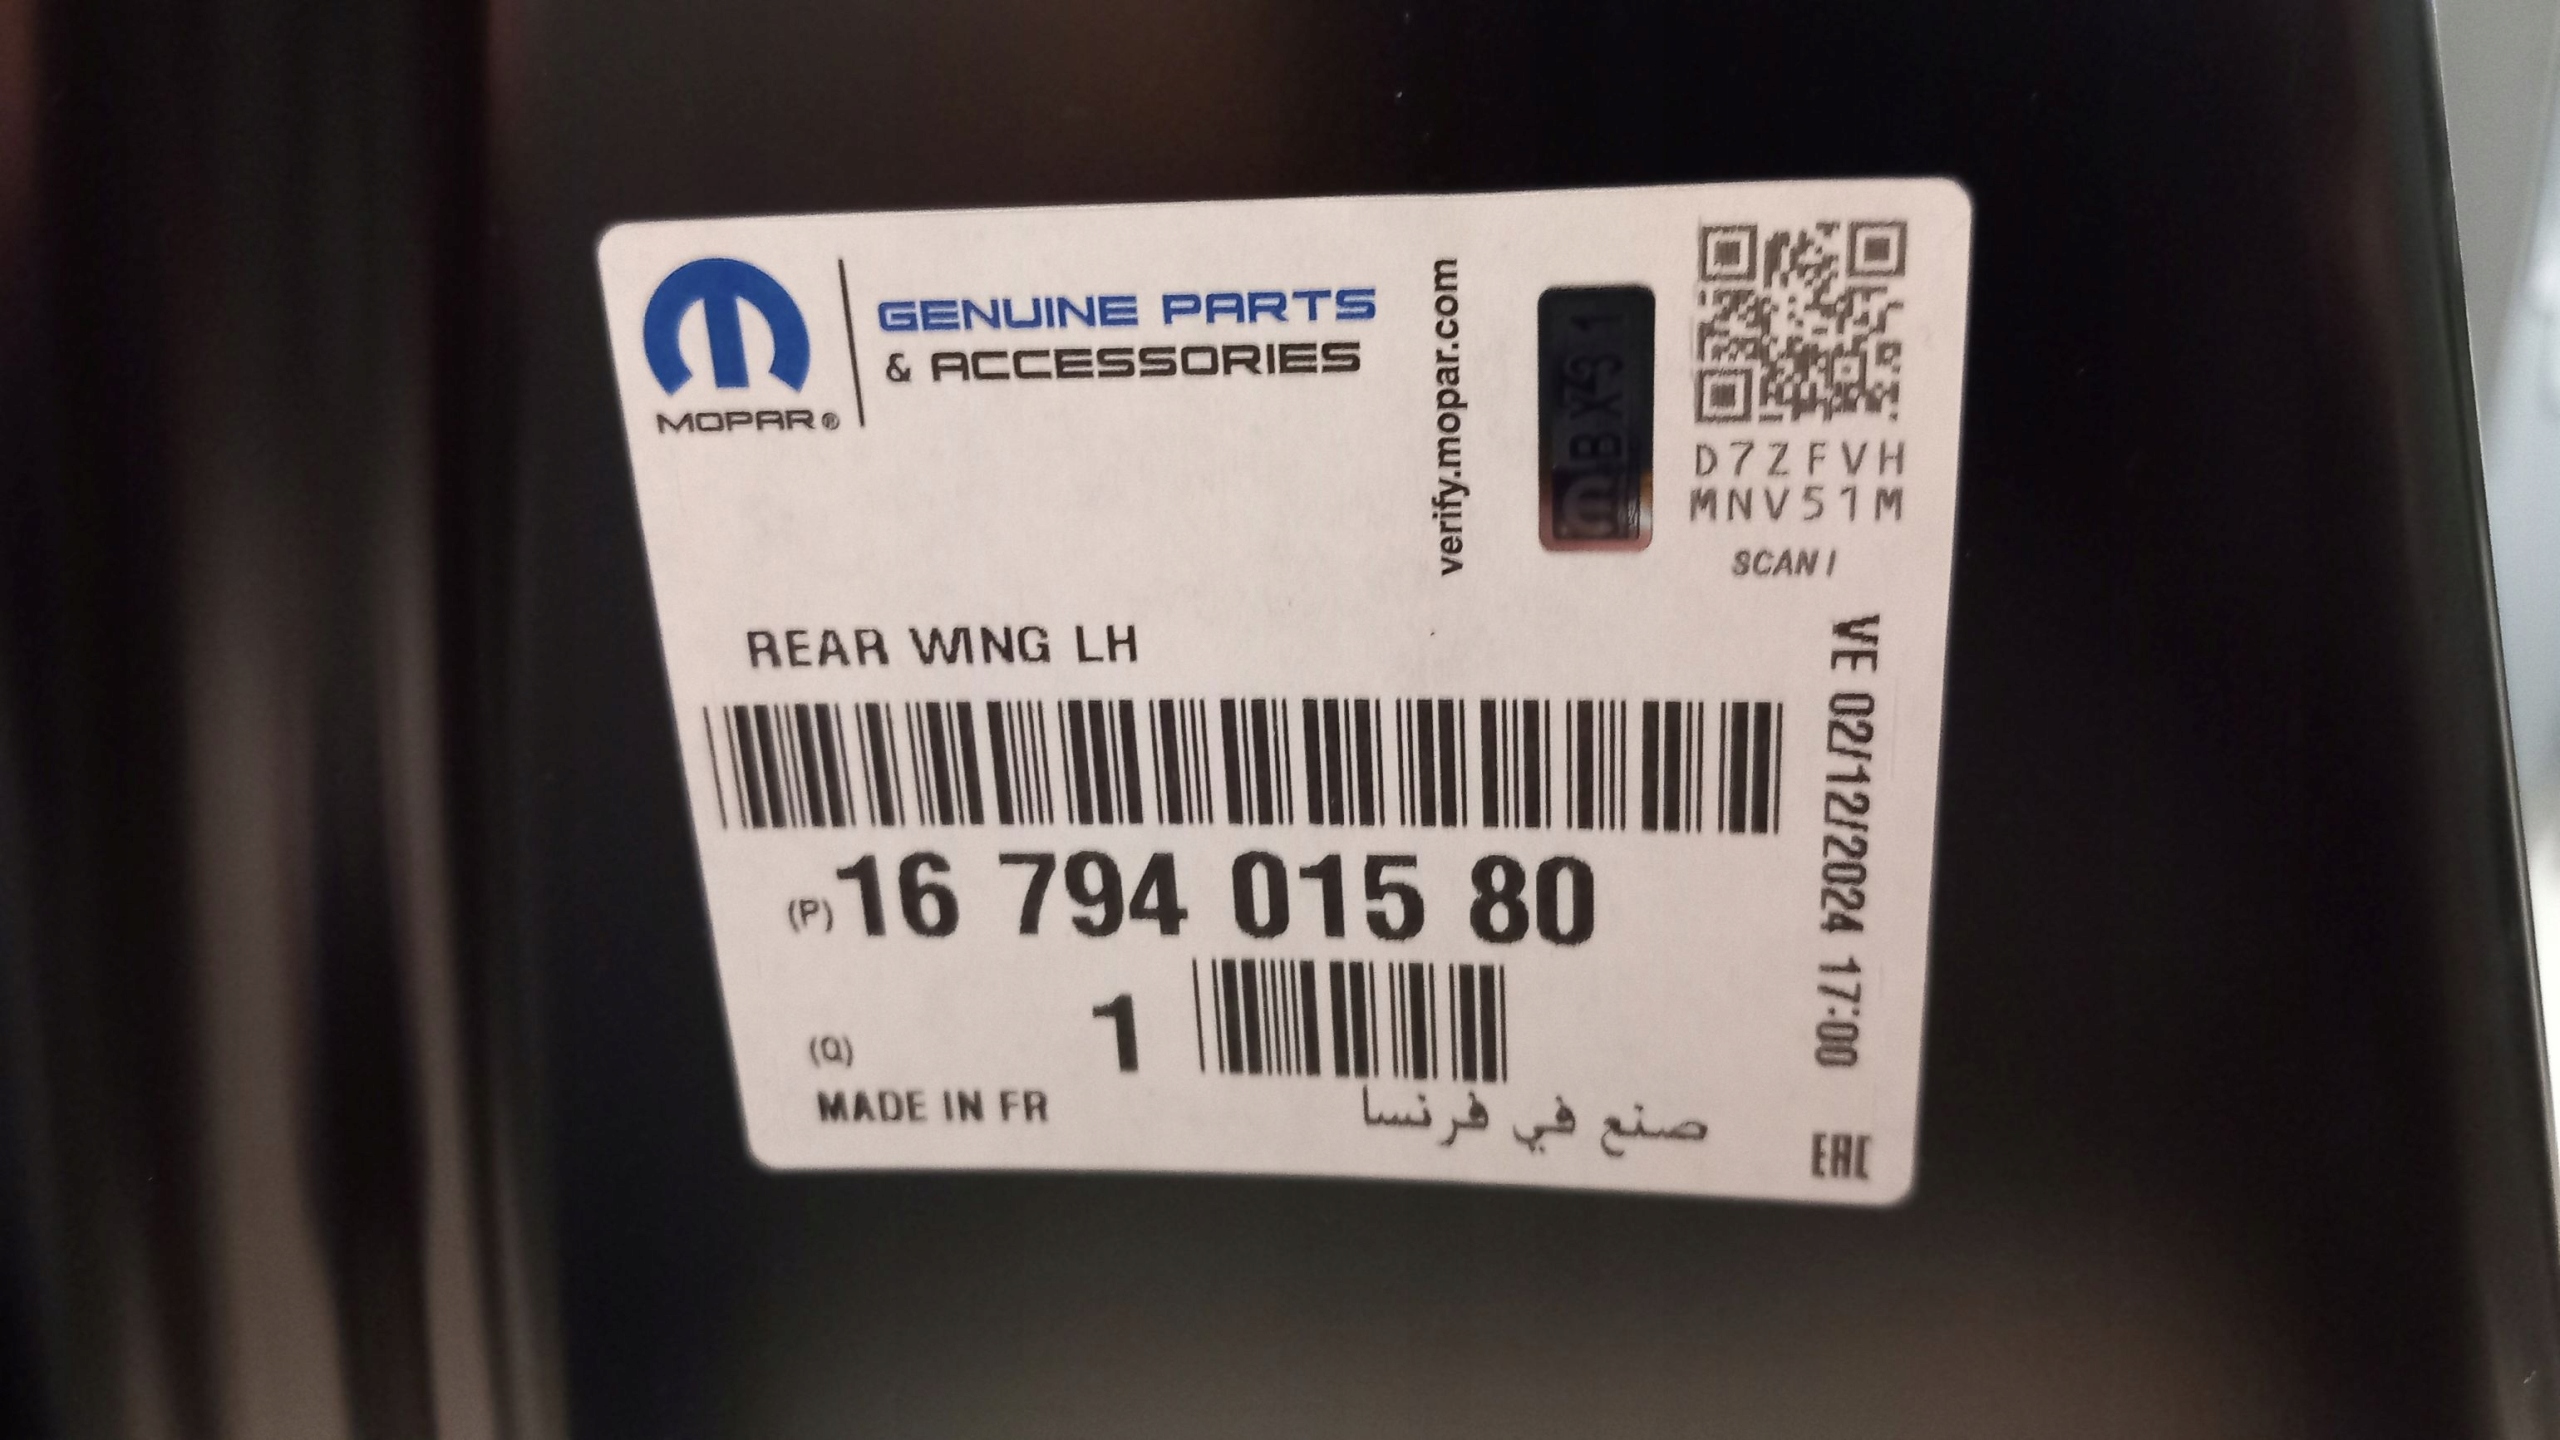 GENUINE PARTS
& ACCESSORIES
MOPAR®
verify.mopar.com
D7ZFVH
MNV51M
SCAN
REAR WING LH
VE 02/12/2024 17:00
(P)16 794 015 80
(Q) 1
MADE IN FR
صنع في فرنسا
EAC